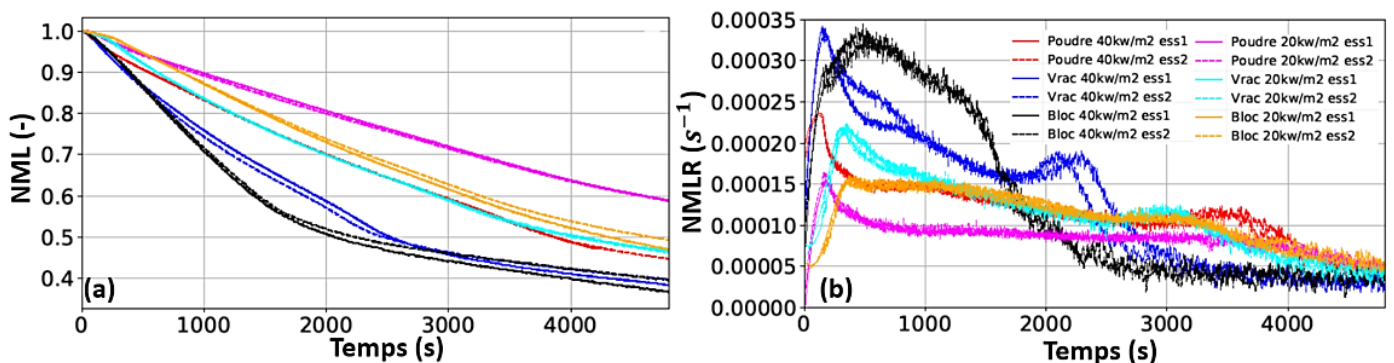 NML (-)
1.0
0.9
0.8
0.7
0.6
0.5
0.4
(a)
0
1000
2000
3000
4000
Temps (s)
NMLR (s⁻¹)
0.00035
0.00030
0.00025
0.00020
0.00015
0.00010
0.00005
0.00000
Poudre 40kw/m2 ess1
Poudre 40kw/m2 ess2
Vrac 40kw/m2 ess1
Vrac 40kw/m2 ess2
Bloc 40kw/m2 ess1
Bloc 40kw/m2 ess2
Poudre 20kw/m2 ess1
Poudre 20kw/m2 ess2
Vrac 20kw/m2 ess1
Vrac 20kw/m2 ess2
Bloc 20kw/m2 ess1
Bloc 20kw/m2 ess2
(b)
0
1000
2000
3000
4000
Temps (s)